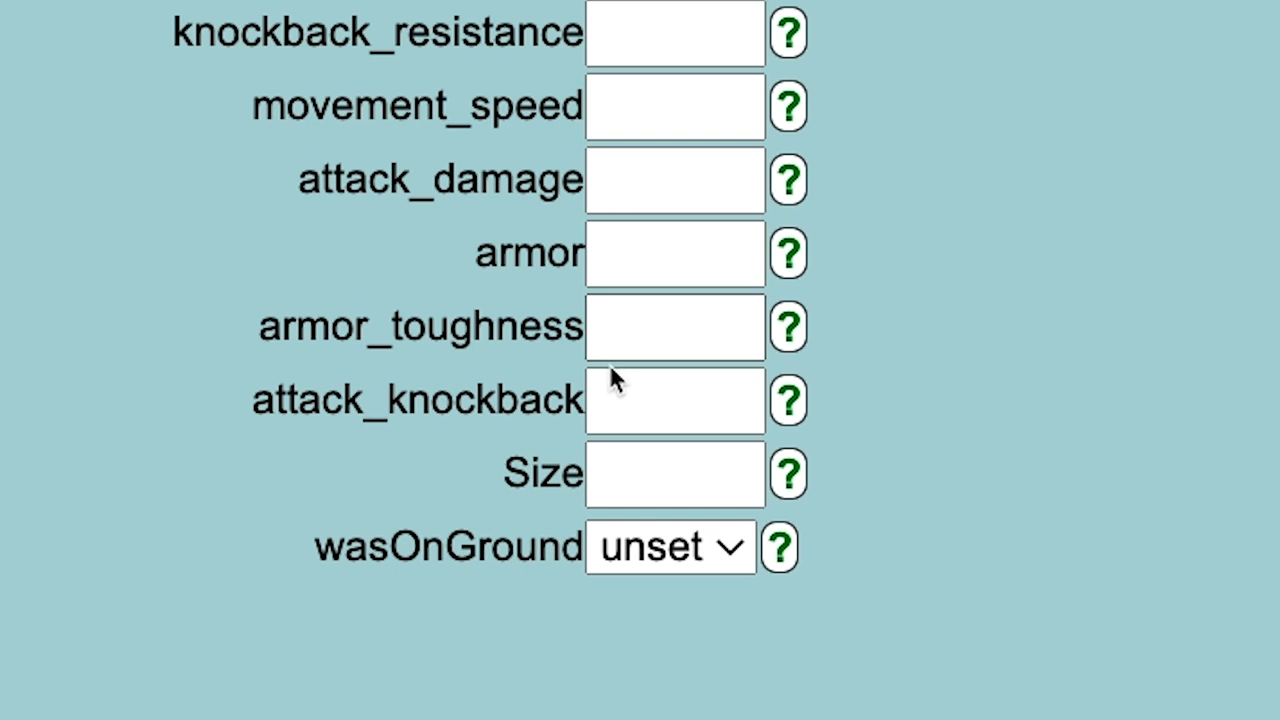 knockback_resistance ?
movement_speed ?
attack_damage ?
armor ?
armor_toughness ?
attack_knockback ?
Size ?
wasOnGround unset ?